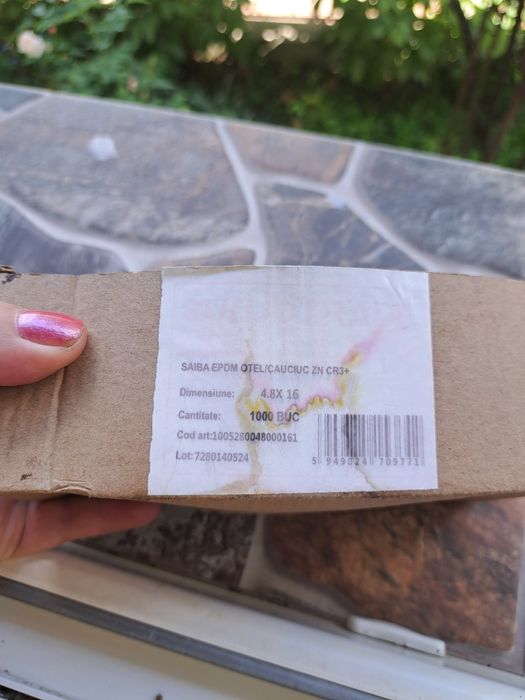 SAIBA EPDM OTEL/CAUCIUC ZN CR3+
Dimensiune: 4.8X 16
Cantitate: 1000 BUC
Cod art:1005280048000161
Lot:7280140524
5 949024 709771